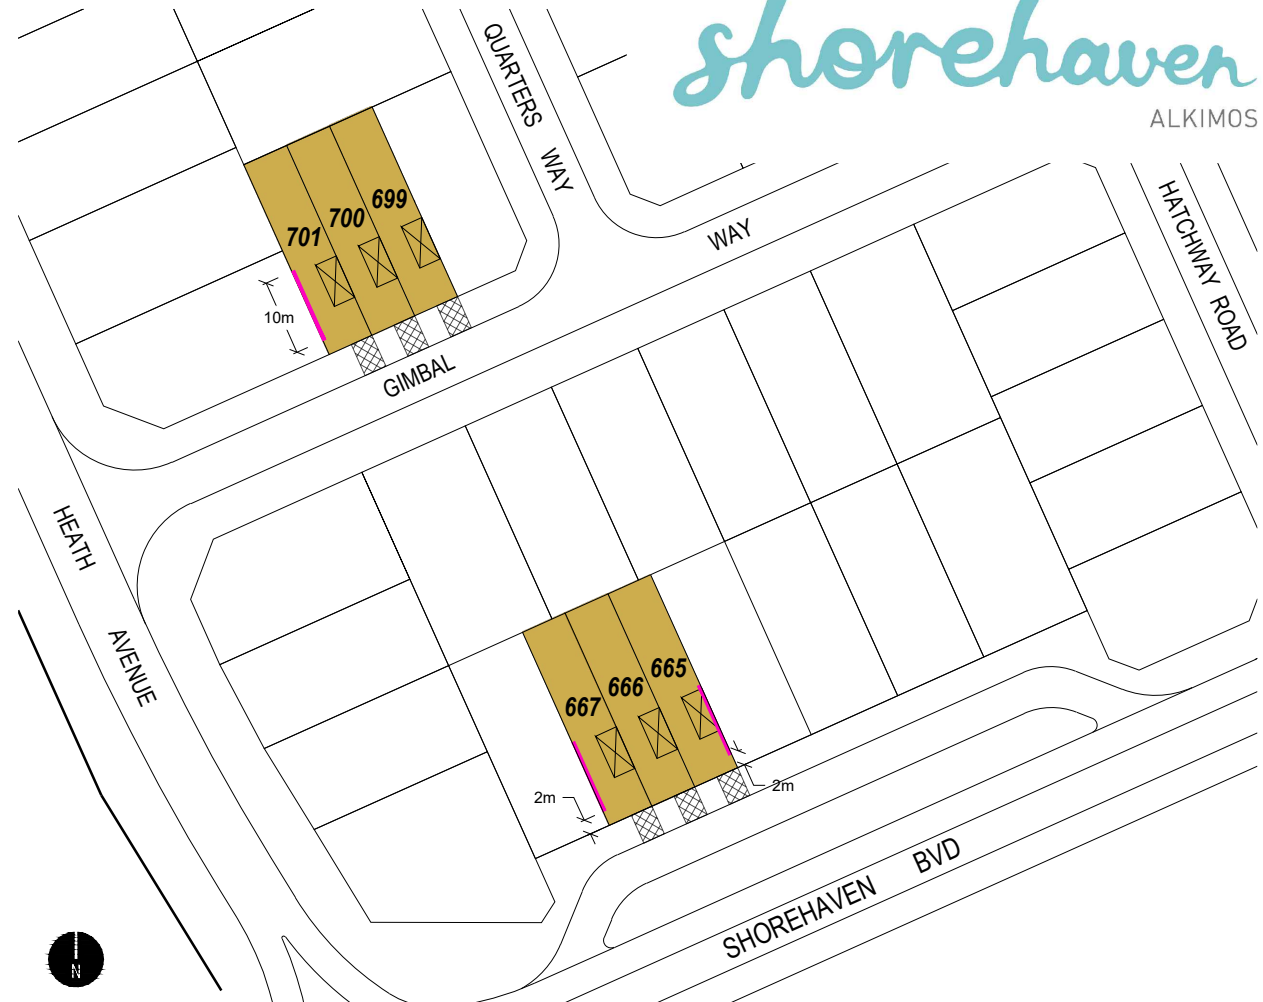 shorehaven
ALKIMOS
QUARTERS WAY
HATCHWAY ROAD
WAY
699
700
701
10m
GIMBAL
HEATH AVENUE
665
666
667
2m
2m
SHOREHAVEN BVD
N